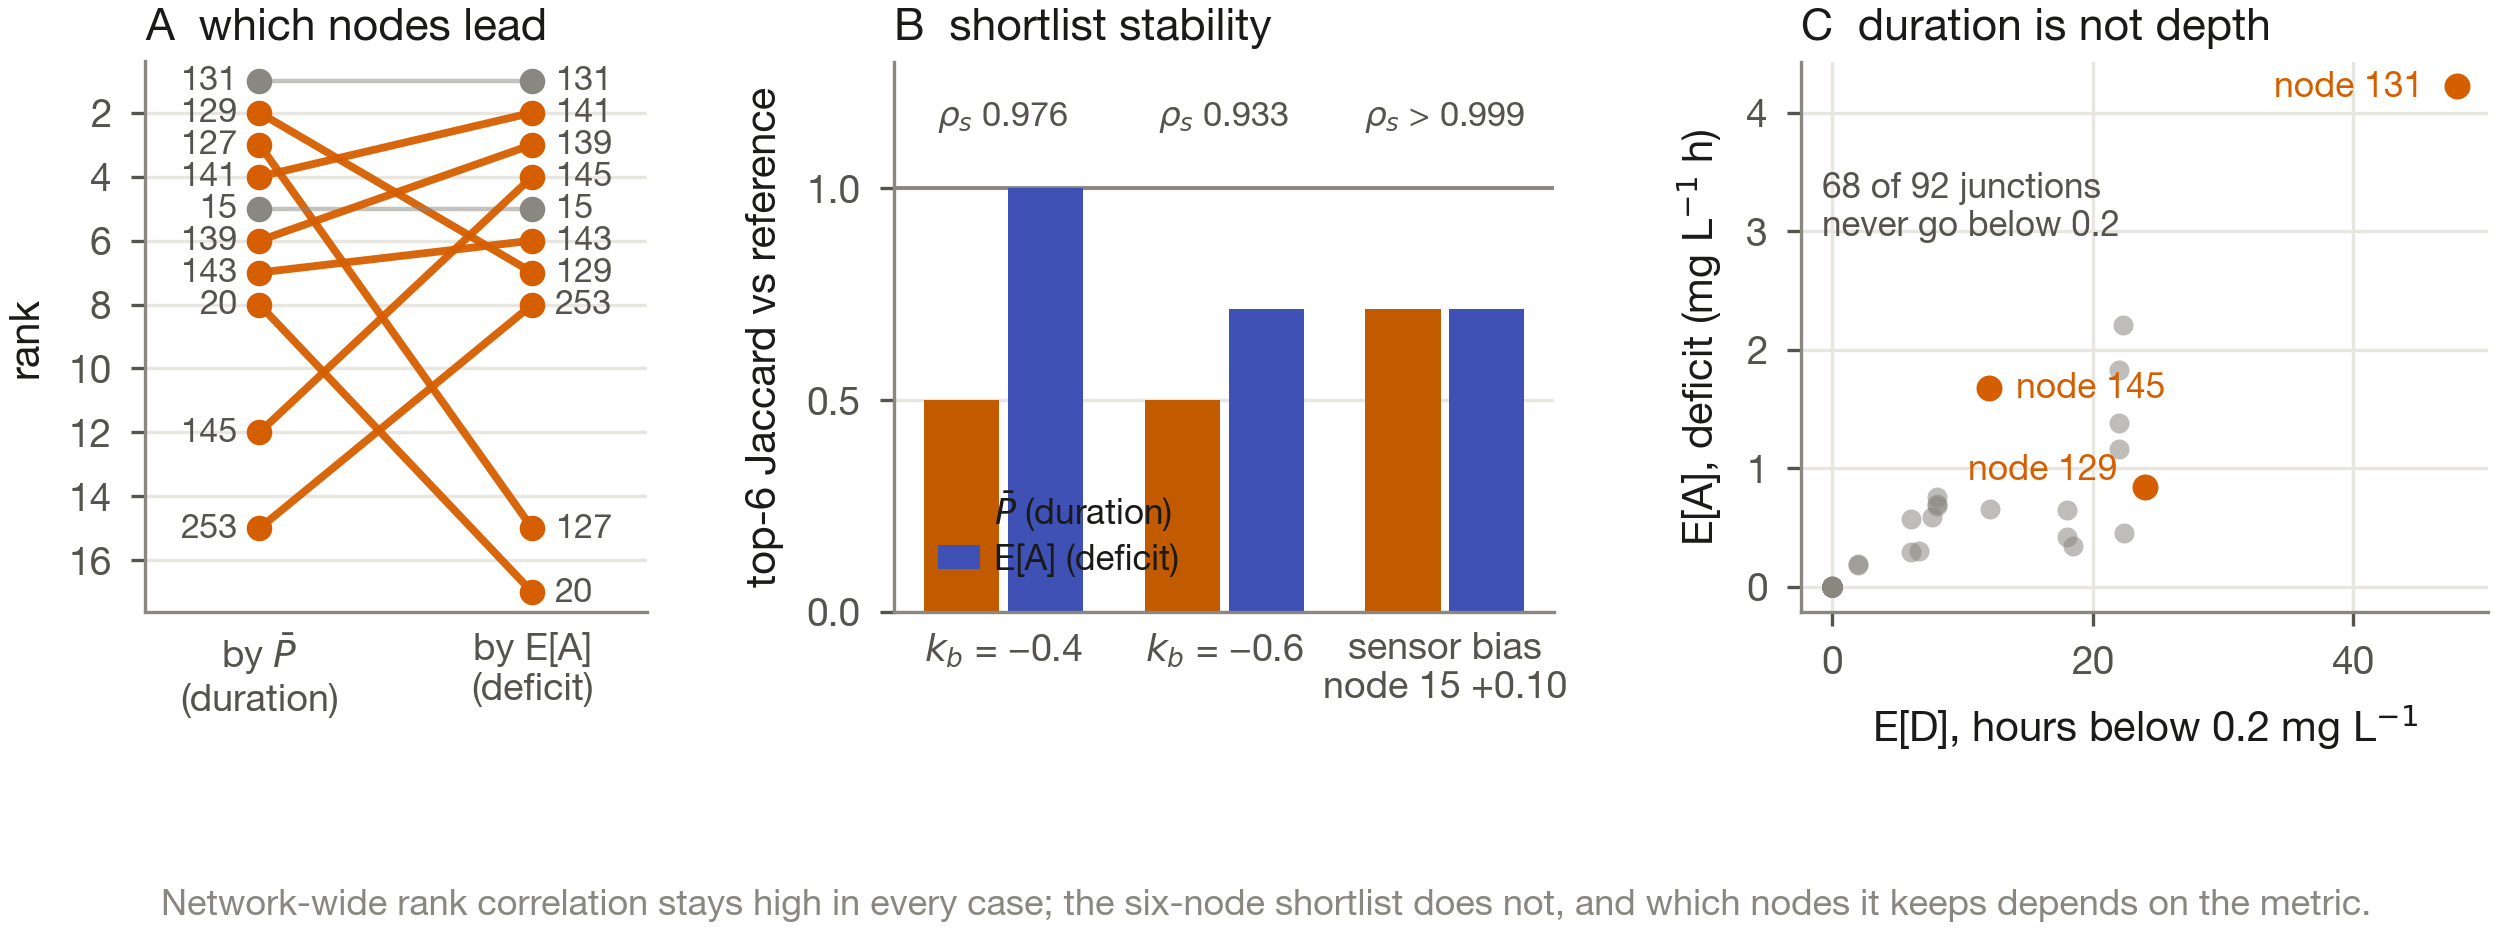 A which nodes lead
rank
2
4
6
8
10
12
14
16
131
129
127
141
15
139
143
20
145
253
131
141
139
145
15
143
129
253
127
20
by P̄
(duration)
by E[A]
(deficit)
B shortlist stability
top-6 Jaccard vs reference
1.0
0.5
0.0
ρₛ 0.976
ρₛ 0.933
ρₛ > 0.999
P̄ (duration)
E[A] (deficit)
k_b = −0.4
k_b = −0.6
sensor bias
node 15 +0.10
C duration is not depth
E[A], deficit (mg L⁻¹ h)
4
3
2
1
0
node 131
68 of 92 junctions
never go below 0.2
node 145
node 129
0
20
40
E[D], hours below 0.2 mg L⁻¹
Network-wide rank correlation stays high in every case; the six-node shortlist does not, and which nodes it keeps depends on the metric.